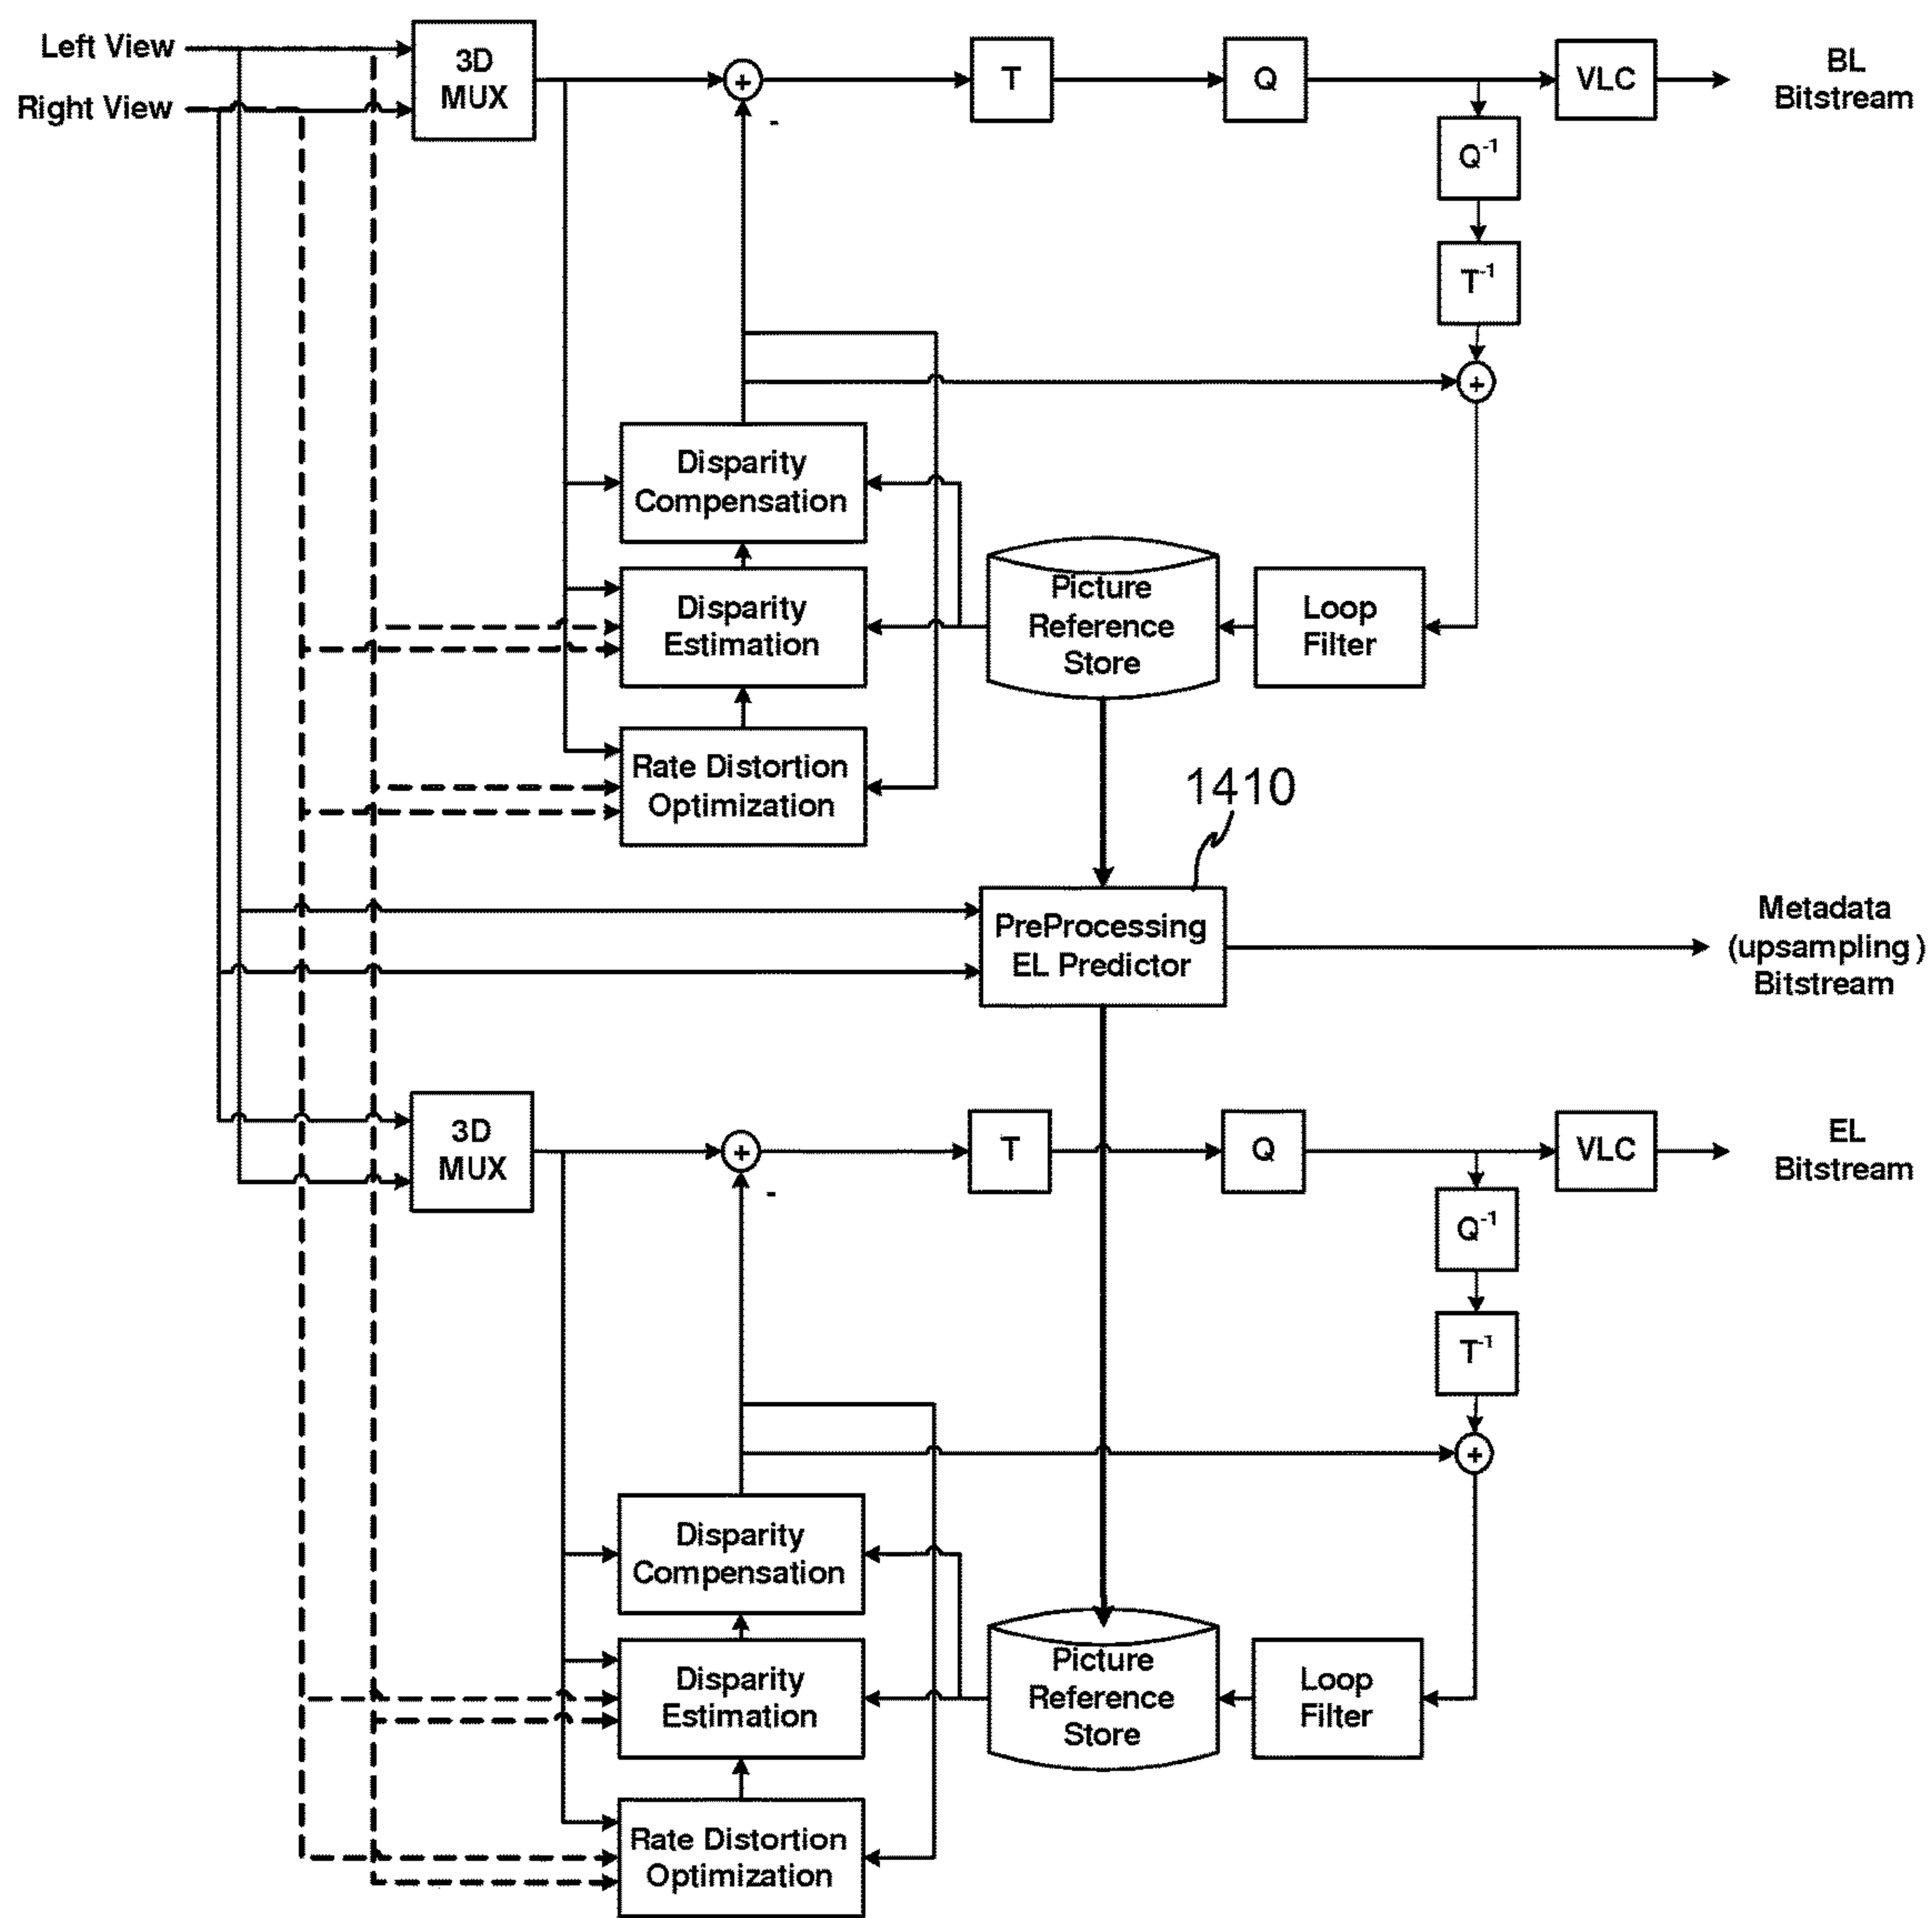 Left View
Right View
3D
MUX
+
-
T
Q
VLC
BL
Bitstream
Q⁻¹
T⁻¹
+
Disparity
Compensation
Disparity
Estimation
Rate Distortion
Optimization
Picture
Reference
Store
Loop
Filter
1410
PreProcessing
EL Predictor
Metadata
(upsampling)
Bitstream
3D
MUX
+
-
T
Q
VLC
EL
Bitstream
Q⁻¹
T⁻¹
+
Disparity
Compensation
Disparity
Estimation
Rate Distortion
Optimization
Picture
Reference
Store
Loop
Filter